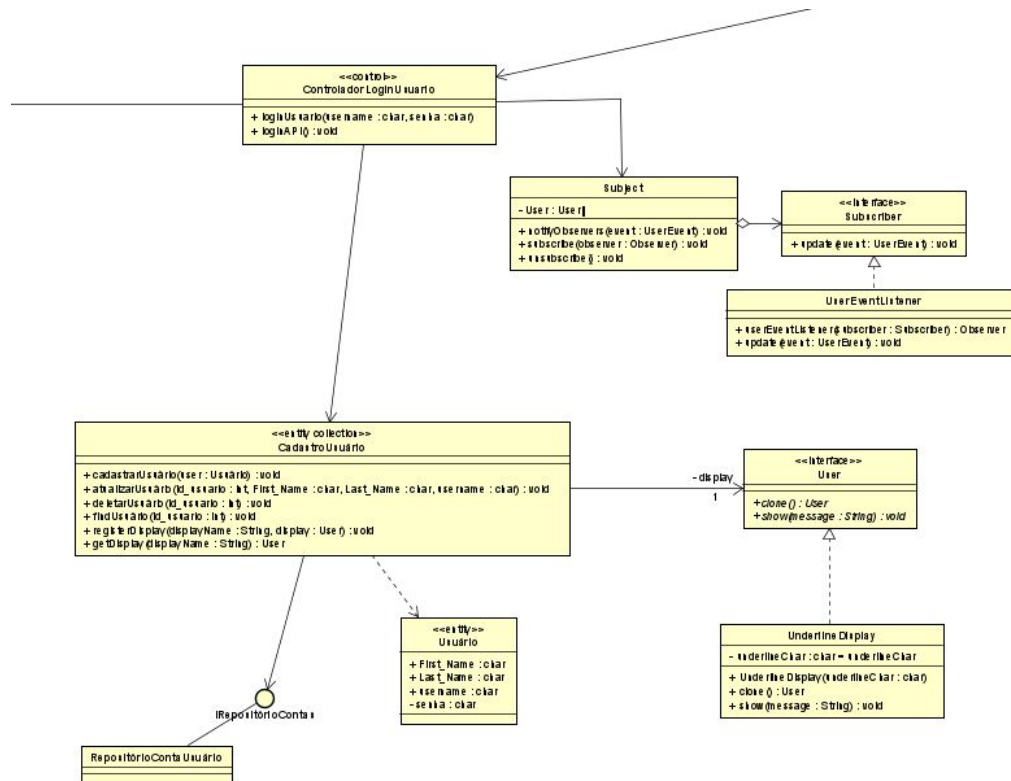 <<control>>
ControladorLoginUsuario
+ loginUsuario(username : char, senha : char)
+ loginAPI() : void
Subject
- User : User[]
+ notifyObservers(event : UserEvent) : void
+ subscribe(observer : Observer) : void
+ unsubscribe() : void
<<Interface>>
Subscriber
+ update(event : UserEvent) : void
UserEventListener
+ userEventListener(Subscriber : Subscriber) : Observer
+ update(event : UserEvent) : void
<<entity collection>>
CadastroUsuário
+ cadastrarUsuário(user : Usuário) : void
+ atualizarUsuário(id_usuario : Int, First_Name : char, Last_Name : char, username : char) : void
+ deletarUsuário(id_usuario : Int) : void
+ findUsuário(id_usuario : Int) : void
+ registerDisplay(displayName : String, display : User) : void
+ getDisplay(displayName : String) : User
- display
1
<<Interface>>
User
+ clone() : User
+ show(message : String) : void
<<entity>>
Usuário
+ First_Name : char
+ Last_Name : char
+ username : char
- senha : char
UnderlineDisplay
- underlineChar : char = underlineChar
+ UnderlineDisplay(underlineChar : char)
+ clone() : User
+ show(message : String) : void
IRepositórioContas
RepositórioContaUsuário